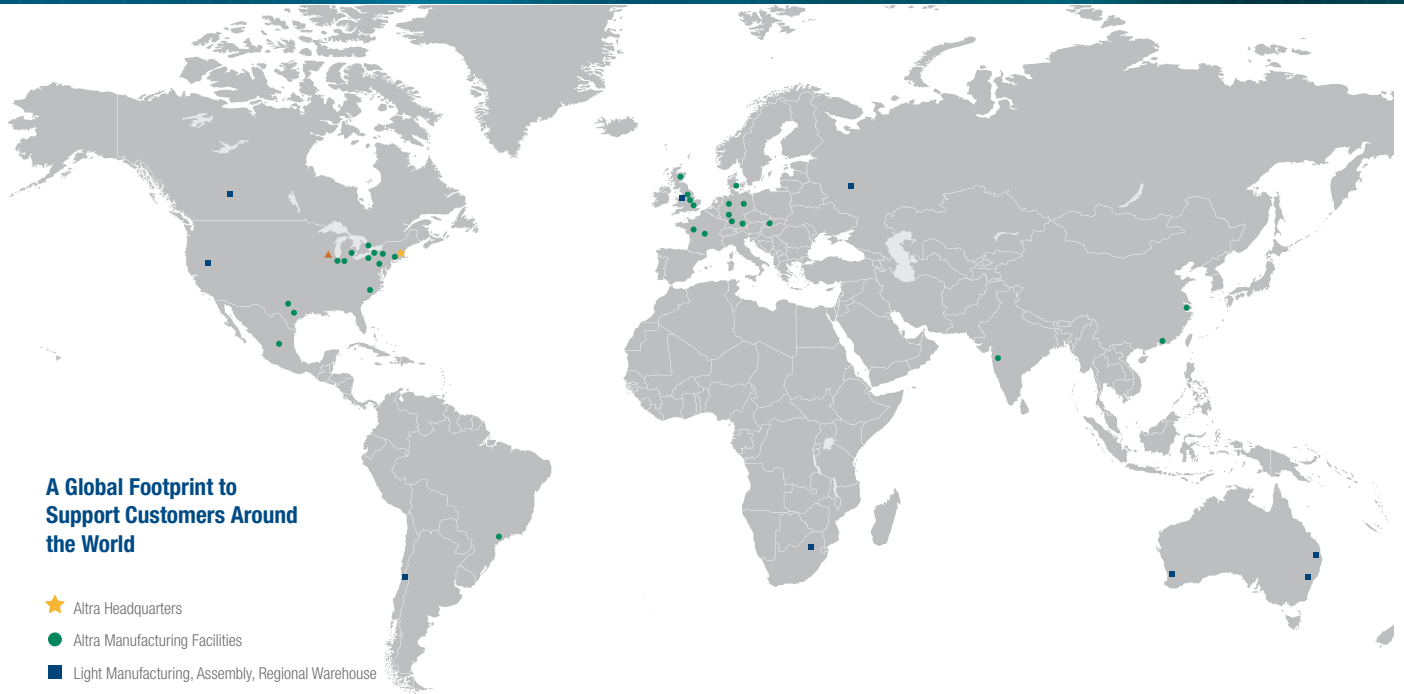 A Global Footprint to
Support Customers Around
the World
Altra Headquarters
Altra Manufacturing Facilities
Light Manufacturing, Assembly, Regional Warehouse